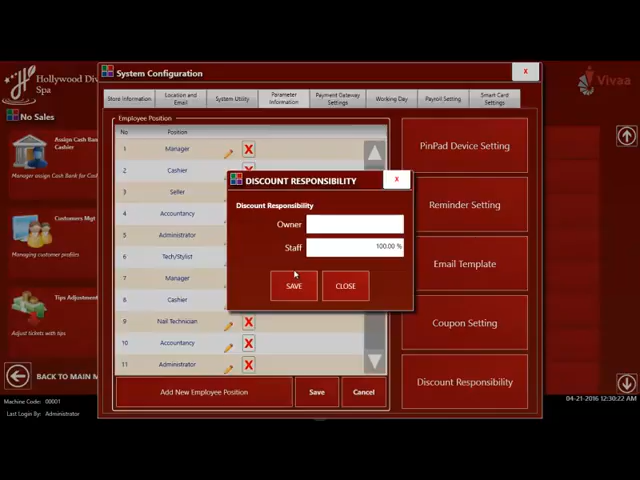 System Configuration
X
Hollywood Div
Spa
Vivaa
No Sales
Store Information
Location and
Email
System Utility
Parameter
Information
Payment Gateway
Settings
Working Day
Payroll Setting
Smart Card
Settings
Employee Position
No
Position
1
Manager
X
2
Cashier
3
Seller
4
Accountancy
5
Administrator
6
Tech/Stylist
7
Manager
8
Cashier
9
Nail Technician
X
10
Accountancy
X
11
Administrator
X
Add New Employee Position
Save
Cancel
PinPad Device Setting
Reminder Setting
Email Template
Coupon Setting
Discount Responsibility
DISCOUNT RESPONSIBILITY
X
Discount Responsibility
Owner
Staff
100.00 %
SAVE
CLOSE
Assign Cash Bank
Cashier
Manager assign Cash Bank for Cas
Customers Mgt
Managing customer profiles
Tips Adjustment
Adjust tickets with tips
BACK TO MAIN M
Machine Code: 00001
Last Login By: Administrator
04-21-2016 12:30:22 AM